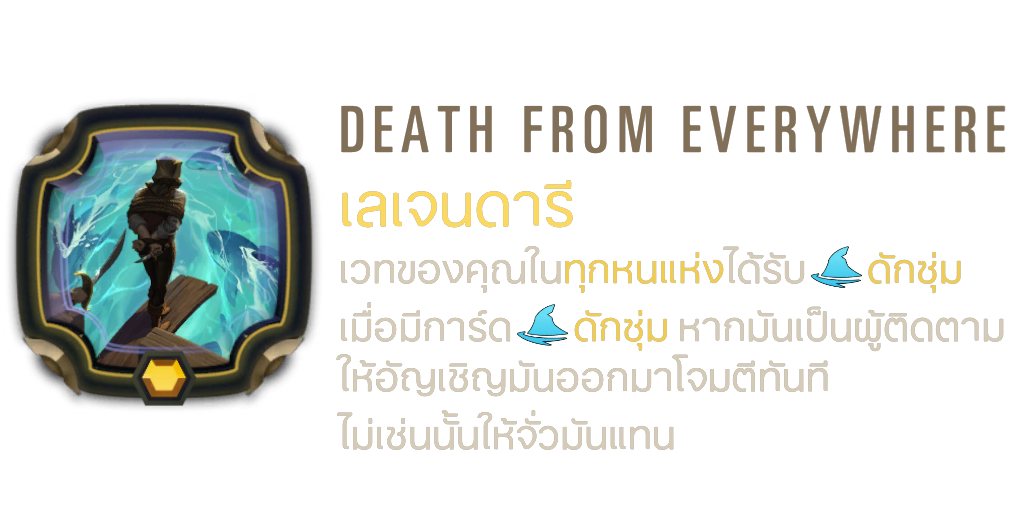 DEATH FROM EVERYWHERE
เลเจนดารี
เวทของคุณในทุกหนแห่งได้รับ ดักซุ่ม
เมื่อมีการ์ด ดักซุ่ม หากมันเป็นผู้ติดตาม
ให้อัญเชิญมันออกมาโจมตีทันที
ไม่เช่นนั้นให้จั่วมันแทน